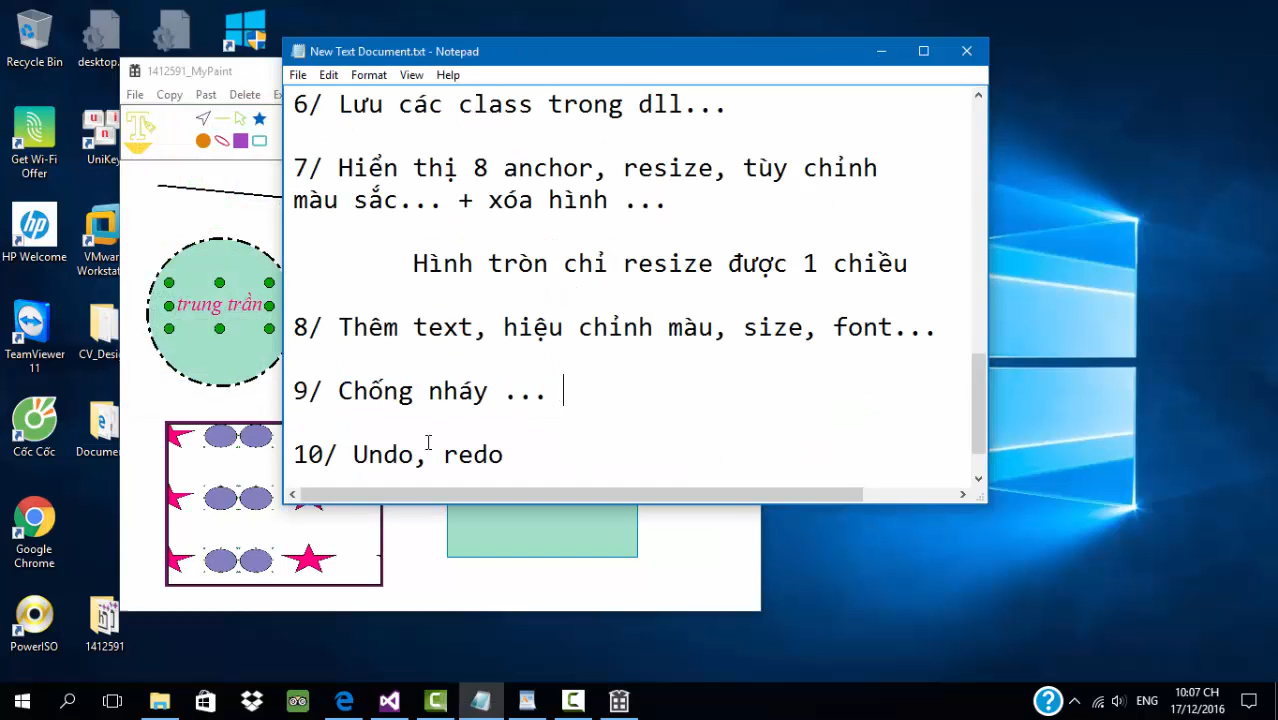 Recycle Bin
desktop.
Get Wi-Fi
Offer
UniKey
HP Welcome
VMware
Workstat
TeamViewer
11
CV_Desig
Cốc Cốc
Docume
Google
Chrome
PowerISO
1412591
1412591_MyPaint
File Copy Past Delete
trung trần
New Text Document.txt - Notepad
File Edit Format View Help
6/ Lưu các class trong dll...
7/ Hiển thị 8 anchor, resize, tùy chỉnh
màu sắc... + xóa hình ...
Hình tròn chỉ resize được 1 chiều
8/ Thêm text, hiệu chỉnh màu, size, font...
9/ Chống nháy ...
10/ Undo, redo
ENG
10:07 CH
17/12/2016